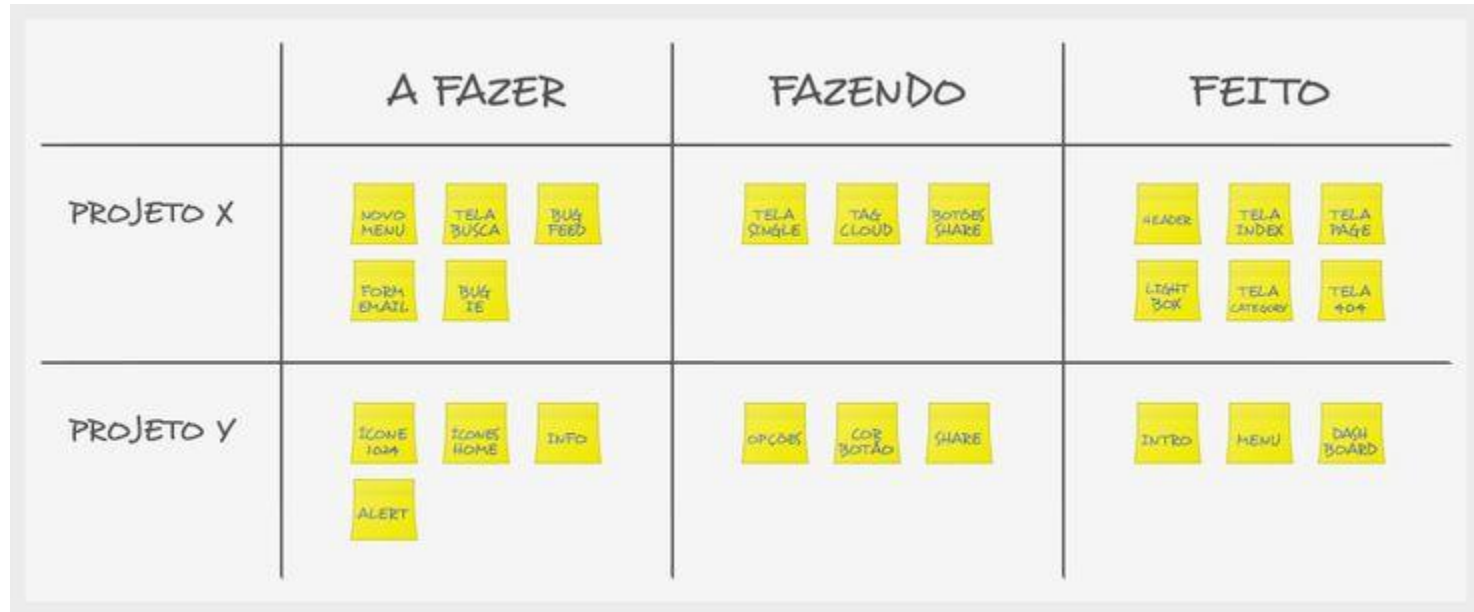 A FAZER
FAZENDO
FEITO
PROJETO X
NOVO
MENU
TELA
BUSCA
BUG
FEED
FORM
EMAIL
BUG
IE
TELA
SINGLE
TAG
CLOUD
BOTÕES
SHARE
HEADER
TELA
INDEX
TELA
PAGE
LIGHT
BOX
TELA
CATEGORY
TELA
404
PROJETO Y
ICONE
1024
ICONES
HOME
INFO
ALERT
OPÇÕES
COR
BOTÃO
SHARE
INTRO
MENU
DASH
BOARD